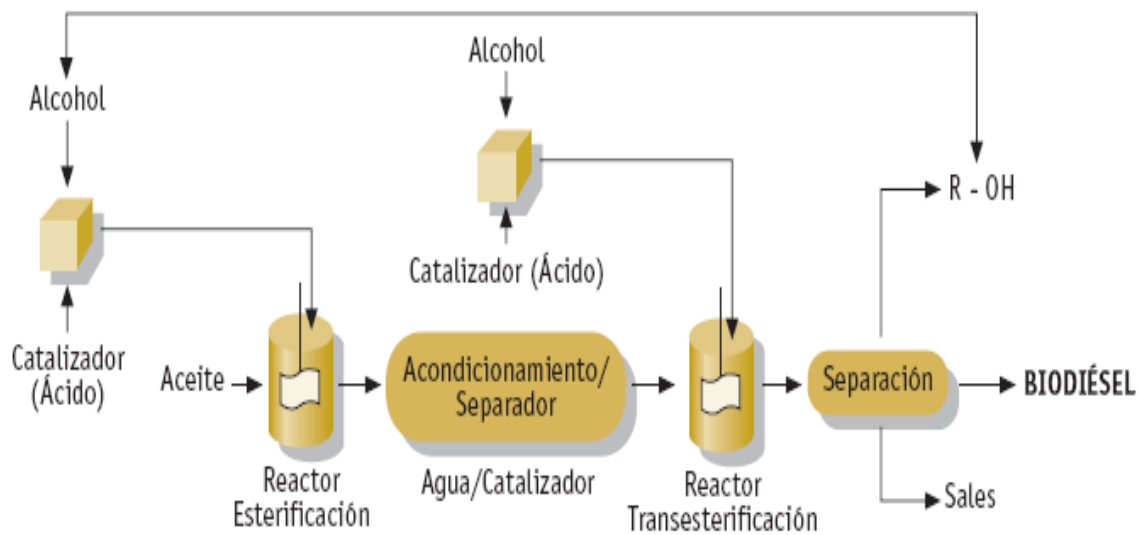 Alcohol
Alcohol
R - OH
Catalizador (Ácido)
Catalizador
(Ácido)
Aceite
Acondicionamiento/
Separador
Separación
BIODIÉSEL
Reactor
Esterificación
Agua/Catalizador
Reactor
Transesterificación
Sales